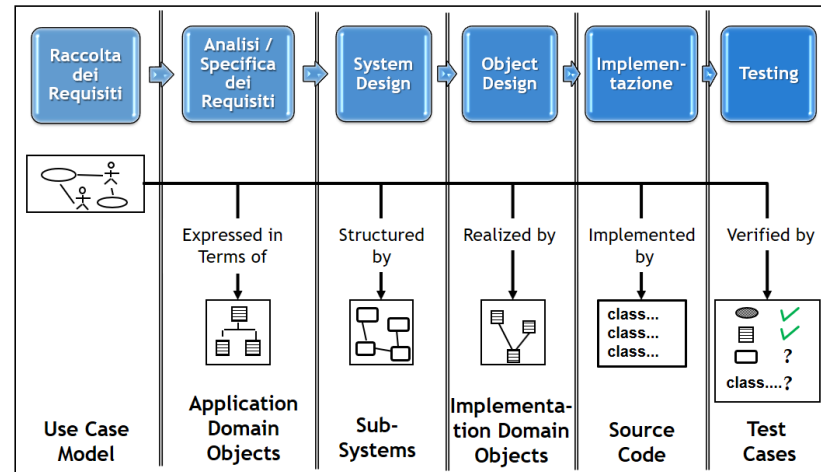 Raccolta
dei
Requisiti
Analisi /
Specifica
dei
Requisiti
System
Design
Object
Design
Implemen-
tazione
Testing
Expressed in
Terms of
Structured
by
Realized by
Implemented
by
Verified by
class...
class...
class...
?
class....?
Use Case
Model
Application
Domain
Objects
Sub-
Systems
Implementa-
tion Domain
Objects
Source
Code
Test
Cases